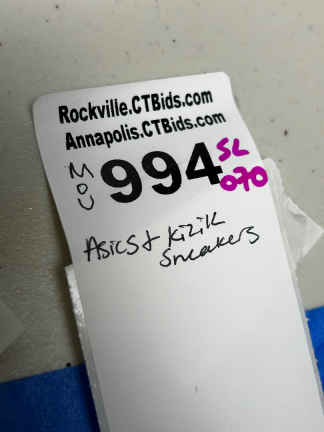 Rockville.CTBids.com
Annapolis.CTBids.com
MOU 994 SL 070
Asics + Kizik
Sneakers